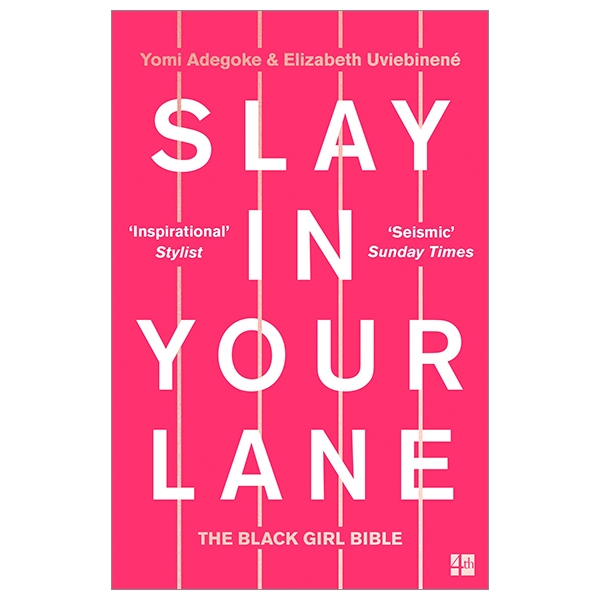 Yomi Adegoke & Elizabeth Uviebinené
SLAY
IN
‘Inspirational’
Stylist
‘Seismic’
Sunday Times
YOUR
LANE
THE BLACK GIRL BIBLE
4th